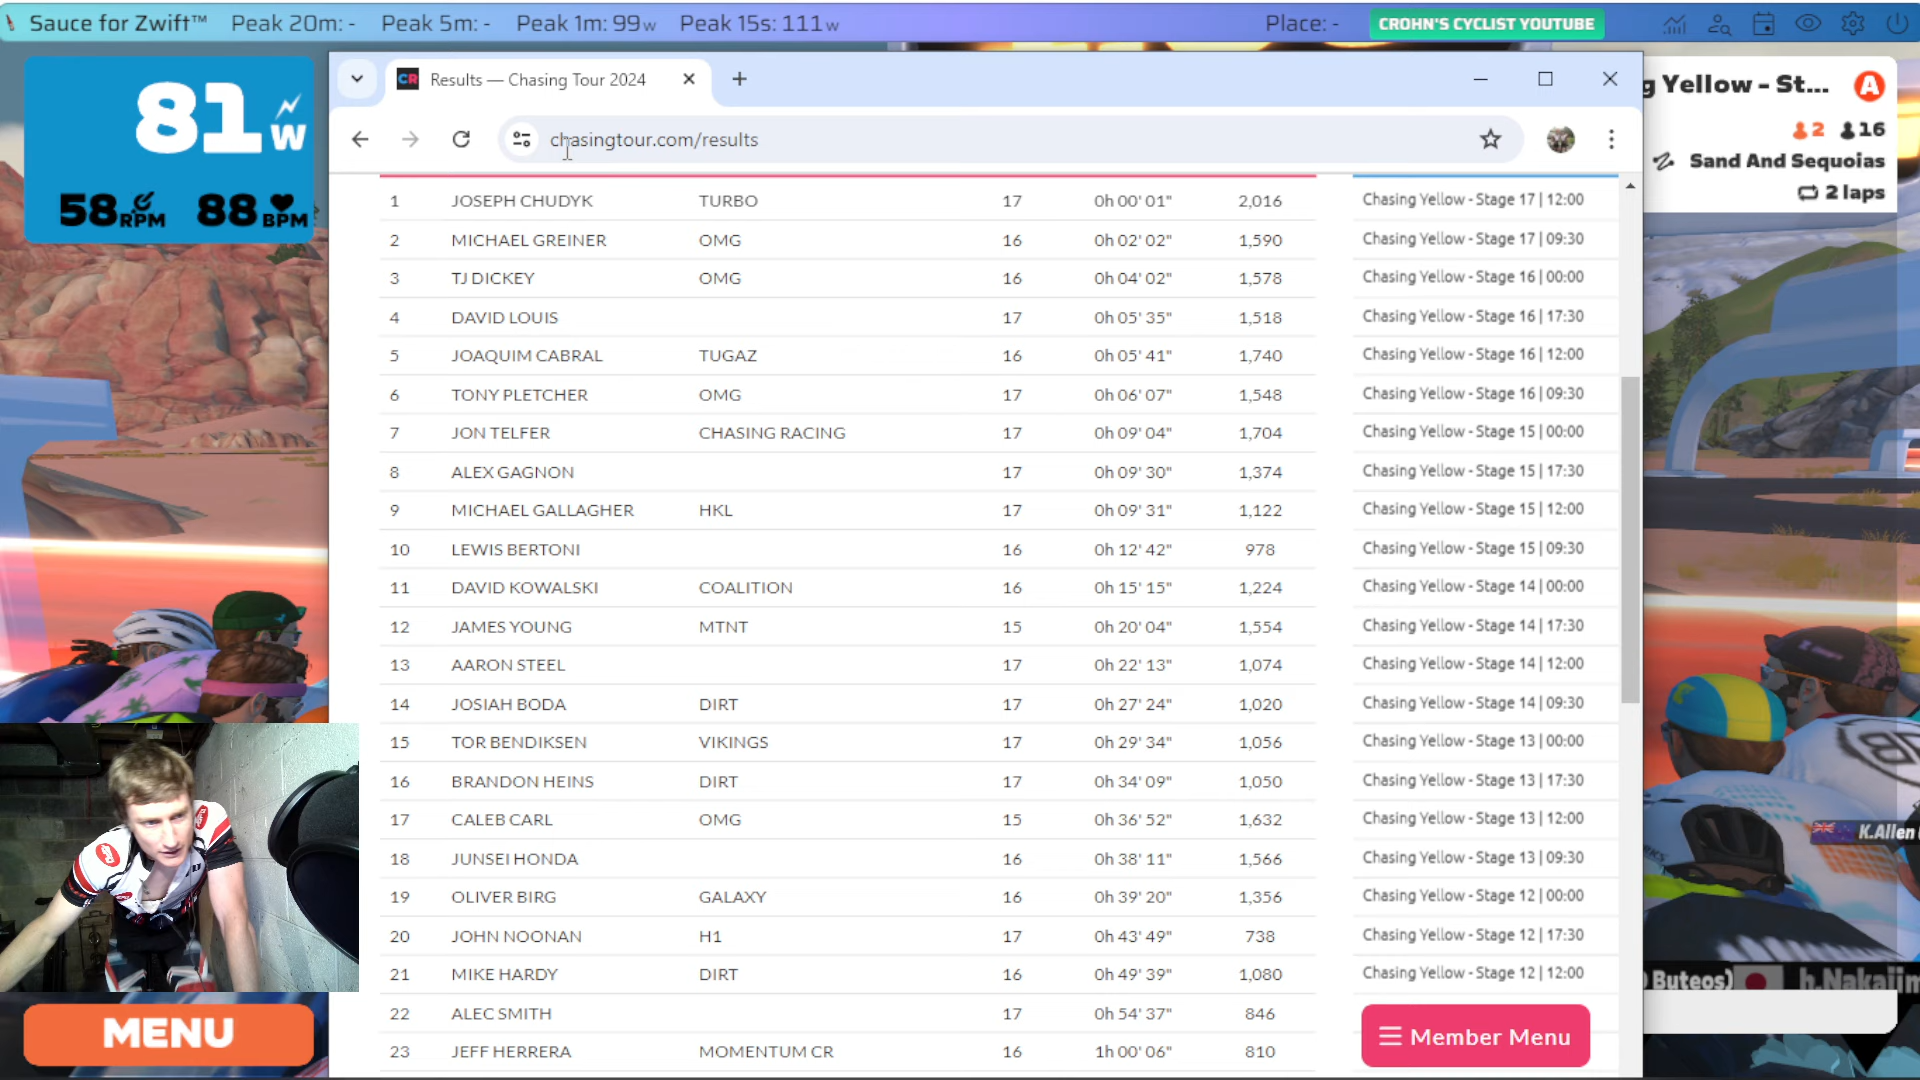 Sauce for Zwift™ Peak 20m: - Peak 5m: - Peak 1m: 99w Peak 15s: 111w Place: - CROHN'S CYCLIST YOUTUBE
81 W
58 RPM 88 BPM
Results — Chasing Tour 2024
chasingtour.com/results
g Yellow - St... A
2 16
Sand And Sequoias
2 laps
1 JOSEPH CHUDYK TURBO 17 0h 00' 01" 2,016
2 MICHAEL GREINER OMG 16 0h 02' 02" 1,590
3 TJ DICKEY OMG 16 0h 04' 02" 1,578
4 DAVID LOUIS 17 0h 05' 35" 1,518
5 JOAQUIM CABRAL TUGAZ 16 0h 05' 41" 1,740
6 TONY PLETCHER OMG 17 0h 06' 07" 1,548
7 JON TELFER CHASING RACING 17 0h 09' 04" 1,704
8 ALEX GAGNON 17 0h 09' 30" 1,374
9 MICHAEL GALLAGHER HKL 17 0h 09' 31" 1,122
10 LEWIS BERTONI 16 0h 12' 42" 978
11 DAVID KOWALSKI COALITION 16 0h 15' 15" 1,224
12 JAMES YOUNG MTNT 15 0h 20' 04" 1,554
13 AARON STEEL 17 0h 22' 13" 1,074
14 JOSIAH BODA DIRT 17 0h 27' 24" 1,020
15 TOR BENDIKSEN VIKINGS 17 0h 29' 34" 1,056
16 BRANDON HEINS DIRT 17 0h 34' 09" 1,050
17 CALEB CARL OMG 15 0h 36' 52" 1,632
18 JUNSEI HONDA 16 0h 38' 11" 1,566
19 OLIVER BIRG GALAXY 16 0h 39' 20" 1,356
20 JOHN NOONAN H1 17 0h 43' 49" 738
21 MIKE HARDY DIRT 16 0h 49' 39" 1,080
22 ALEC SMITH 17 0h 54' 37" 846
23 JEFF HERRERA MOMENTUM CR 16 1h 00' 06" 810
Chasing Yellow - Stage 17 | 12:00
Chasing Yellow - Stage 17 | 09:30
Chasing Yellow - Stage 16 | 00:00
Chasing Yellow - Stage 16 | 17:30
Chasing Yellow - Stage 16 | 12:00
Chasing Yellow - Stage 16 | 09:30
Chasing Yellow - Stage 15 | 00:00
Chasing Yellow - Stage 15 | 17:30
Chasing Yellow - Stage 15 | 12:00
Chasing Yellow - Stage 15 | 09:30
Chasing Yellow - Stage 14 | 00:00
Chasing Yellow - Stage 14 | 17:30
Chasing Yellow - Stage 14 | 12:00
Chasing Yellow - Stage 14 | 09:30
Chasing Yellow - Stage 13 | 00:00
Chasing Yellow - Stage 13 | 17:30
Chasing Yellow - Stage 13 | 12:00
Chasing Yellow - Stage 13 | 09:30
Chasing Yellow - Stage 12 | 00:00
Chasing Yellow - Stage 12 | 17:30
Chasing Yellow - Stage 12 | 12:00
Member Menu
K.Allen
Buteos) h.Nakajim
MENU